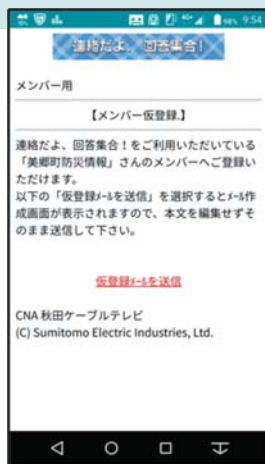 98% 9:54
連絡だよ、回答集合！
メンバー用
【メンバー仮登録】
連絡だよ、回答集合！をご利用いただいている
「美郷町防災情報」さんのメンバーへご登録い
ただけます。
以下の「仮登録ﾒｰﾙを送信」を選択するとﾒｰﾙ作
成画面が表示されますので、本文を編集せずそ
のまま送信して下さい。
仮登録ﾒｰﾙを送信
CNA 秋田ケーブルテレビ
(C) Sumitomo Electric Industries, Ltd.